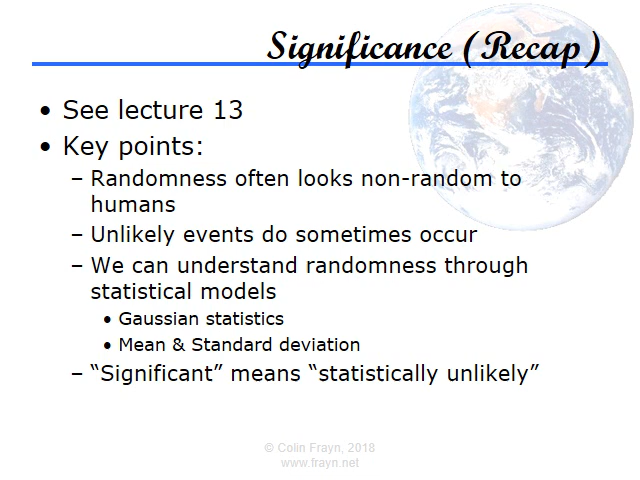 Significance (Recap)
• See lecture 13
• Key points:
– Randomness often looks non-random to
humans
– Unlikely events do sometimes occur
– We can understand randomness through
statistical models
• Gaussian statistics
• Mean & Standard deviation
– “Significant” means “statistically unlikely”
© Colin Frayn, 2018
www.frayn.net